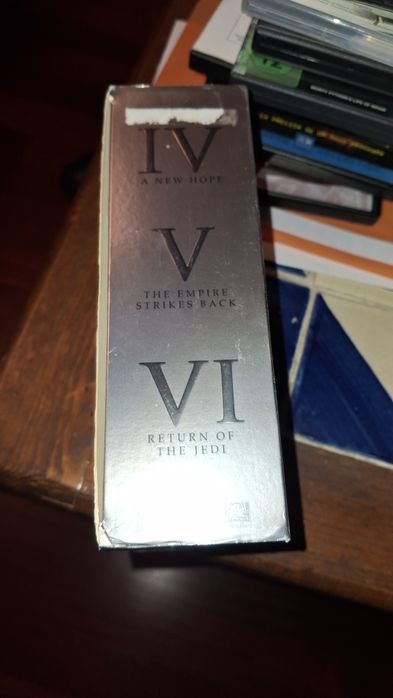 IV
A NEW HOPE
V
THE EMPIRE
STRIKES BACK
VI
RETURN OF
THE JEDI